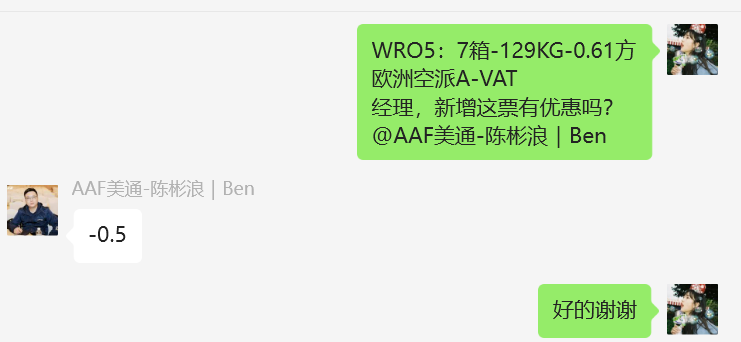 WRO5：7箱-129KG-0.61方
欧洲空派A-VAT
经理，新增这票有优惠吗？
@AAF美通-陈彬浪｜Ben
AAF美通-陈彬浪｜Ben
-0.5
好的谢谢